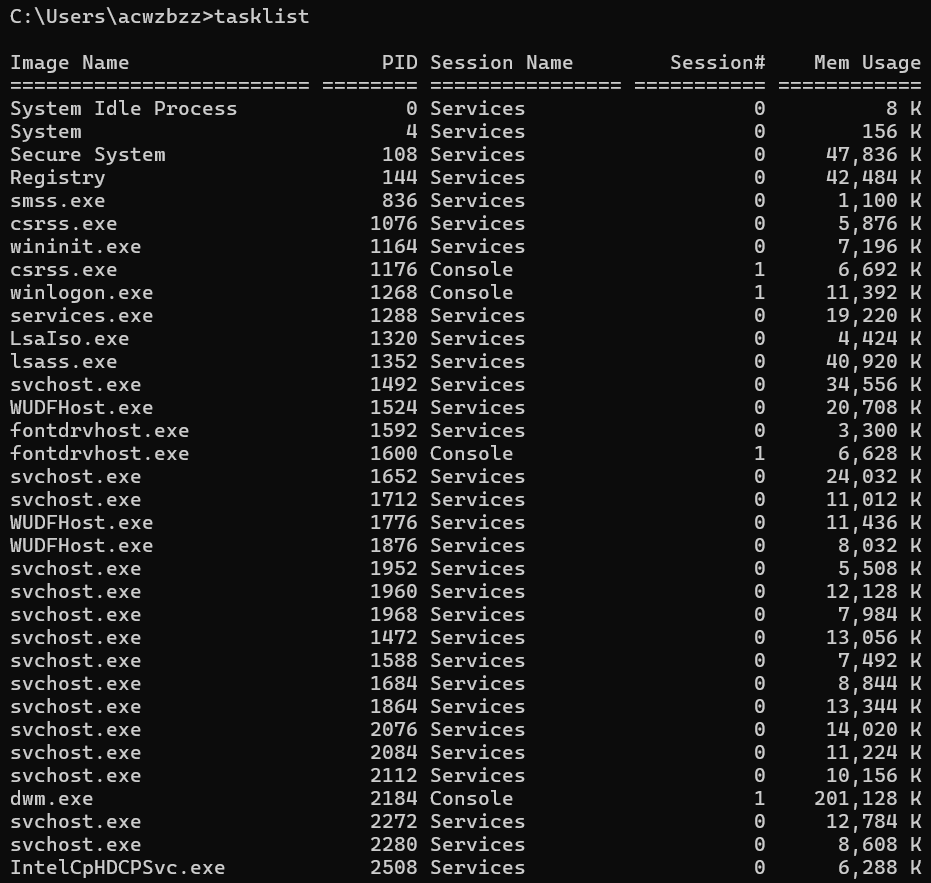 C:\Users\acwzbzz>tasklist

Image Name                     PID Session Name        Session#    Mem Usage
========================= ======== ================ =========== ============
System Idle Process              0 Services                   0          8 K
System                           4 Services                   0        156 K
Secure System                  108 Services                   0     47,836 K
Registry                       144 Services                   0     42,484 K
smss.exe                       836 Services                   0      1,100 K
csrss.exe                     1076 Services                   0      5,876 K
wininit.exe                   1164 Services                   0      7,196 K
csrss.exe                     1176 Console                    1      6,692 K
winlogon.exe                  1268 Console                    1     11,392 K
services.exe                  1288 Services                   0     19,220 K
LsaIso.exe                    1320 Services                   0      4,424 K
lsass.exe                     1352 Services                   0     40,920 K
svchost.exe                   1492 Services                   0     34,556 K
WUDFHost.exe                  1524 Services                   0     20,708 K
fontdrvhost.exe               1592 Services                   0      3,300 K
fontdrvhost.exe               1600 Console                    1      6,628 K
svchost.exe                   1652 Services                   0     24,032 K
svchost.exe                   1712 Services                   0     11,012 K
WUDFHost.exe                  1776 Services                   0     11,436 K
WUDFHost.exe                  1876 Services                   0      8,032 K
svchost.exe                   1952 Services                   0      5,508 K
svchost.exe                   1960 Services                   0     12,128 K
svchost.exe                   1968 Services                   0      7,984 K
svchost.exe                   1472 Services                   0     13,056 K
svchost.exe                   1588 Services                   0      7,492 K
svchost.exe                   1684 Services                   0      8,844 K
svchost.exe                   1864 Services                   0     13,344 K
svchost.exe                   2076 Services                   0     14,020 K
svchost.exe                   2084 Services                   0     11,224 K
svchost.exe                   2112 Services                   0     10,156 K
dwm.exe                       2184 Console                    1    201,128 K
svchost.exe                   2272 Services                   0     12,784 K
svchost.exe                   2280 Services                   0      8,608 K
IntelCpHDCPSvc.exe            2508 Services                   0      6,288 K